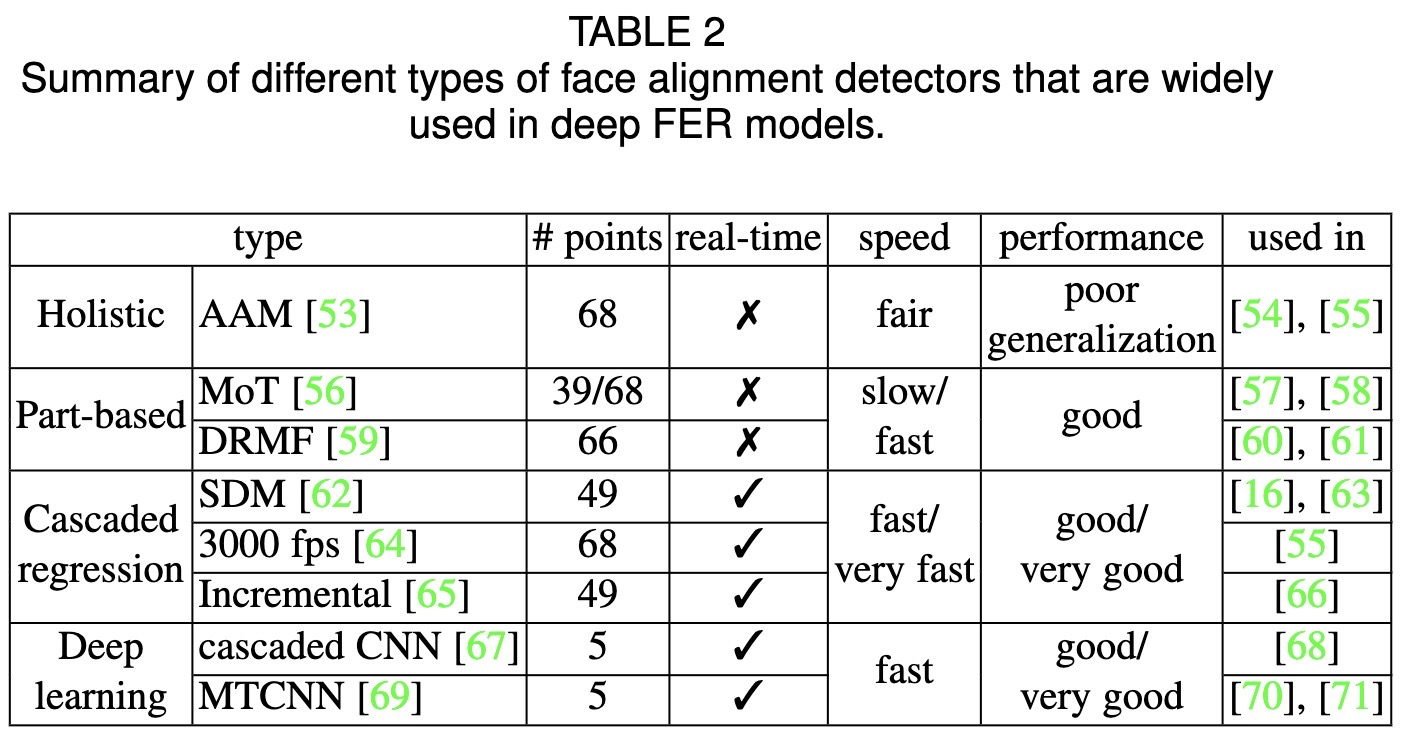 TABLE 2
Summary of different types of face alignment detectors that are widely
used in deep FER models.
type # points real-time speed performance used in
Holistic AAM [53] 68 ✗ fair poor generalization [54], [55]
Part-based MoT [56] 39/68 ✗ slow/ fast good [57], [58]
DRMF [59] 66 ✗ [60], [61]
Cascaded regression SDM [62] 49 ✓ fast/ very fast good/ very good [16], [63]
3000 fps [64] 68 ✓ [55]
Incremental [65] 49 ✓ [66]
Deep learning cascaded CNN [67] 5 ✓ fast good/ very good [68]
MTCNN [69] 5 ✓ [70], [71]